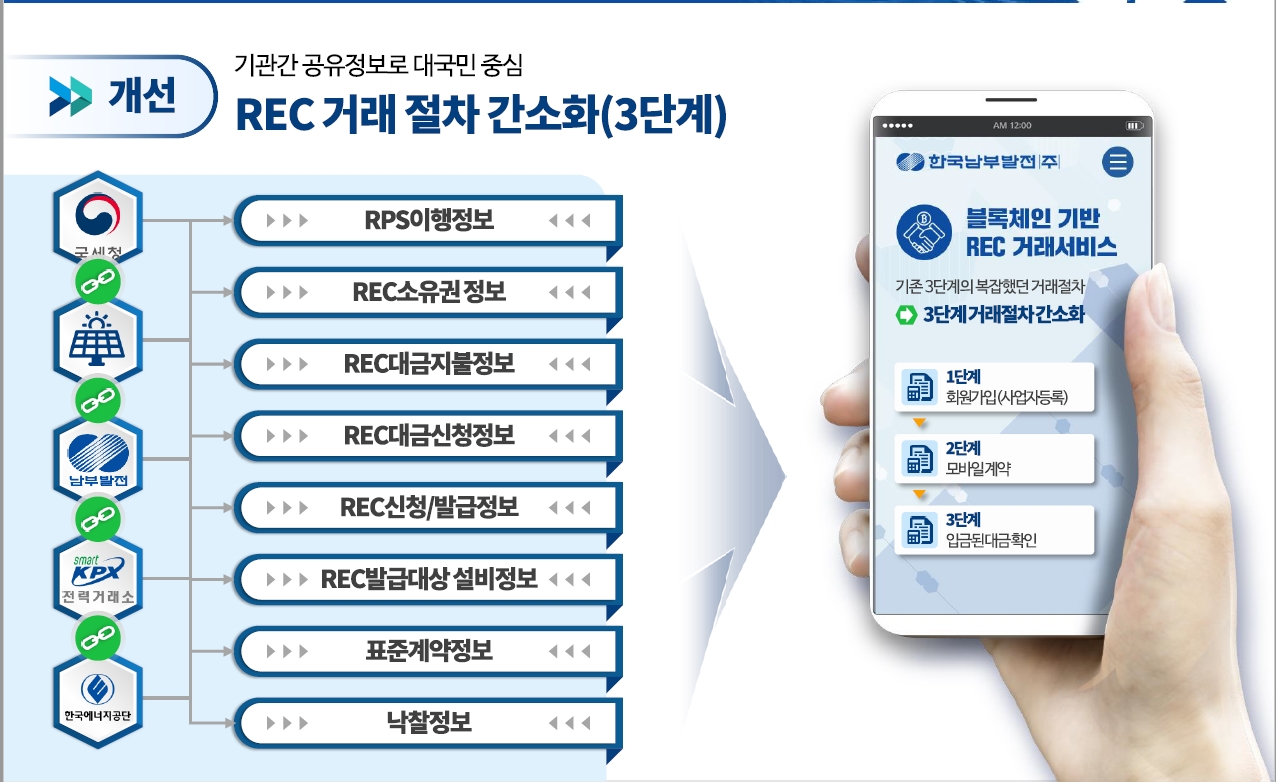 개선
기관간 공유정보로 대국민 중심
REC 거래 절차 간소화(3단계)
국세청
남부발전
smart
KPX
전력거래소
한국에너지공단
RPS이행정보
REC소유권 정보
REC대금지불정보
REC대금신청정보
REC신청/발급정보
REC발급대상 설비정보
표준계약정보
낙찰정보
AM 12:00
한국남부발전|주|
블록체인 기반
REC 거래서비스
기존 3단계의 복잡했던 거래절차
3단계 거래절차 간소화
1단계
회원가입(사업자등록)
2단계
모바일계약
3단계
입금된 대금 확인